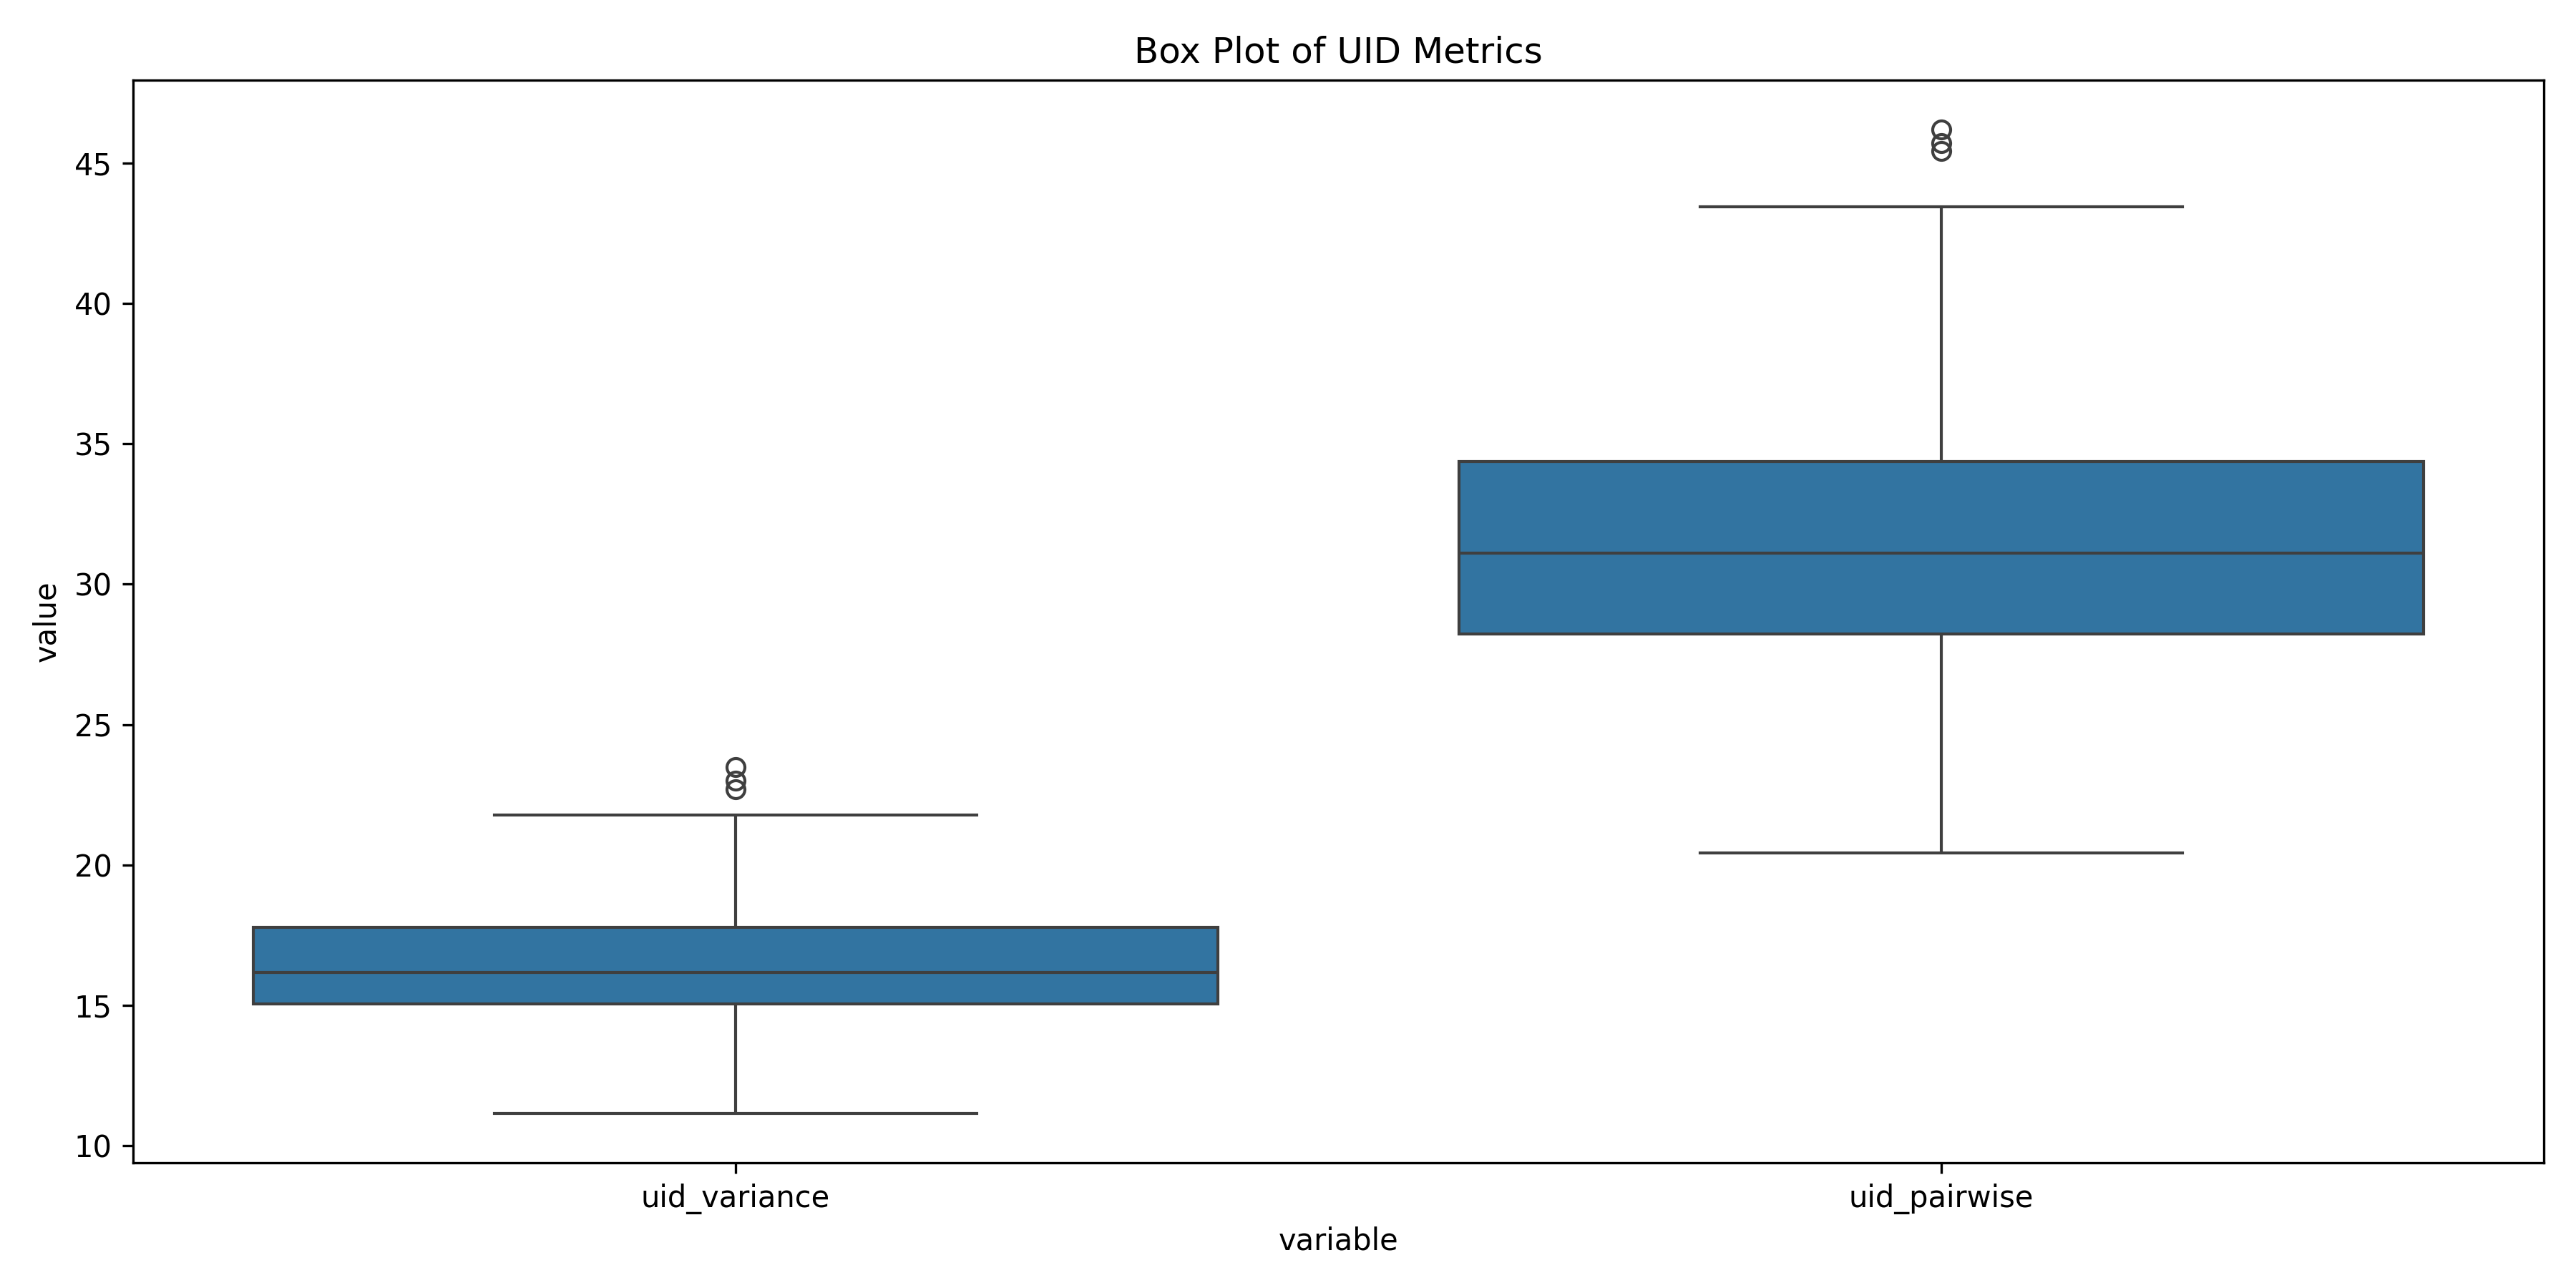 Box Plot of UID Metrics
value
45
40
35
30
25
20
15
10
uid_variance uid_pairwise
variable